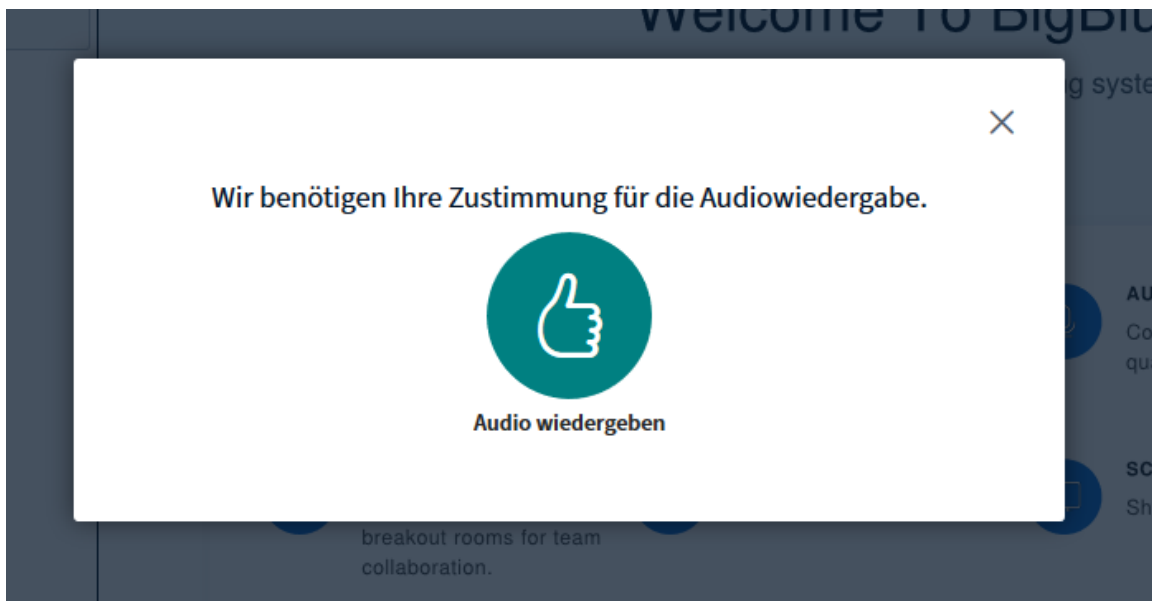 Welcome To BigBlu
g syste
Wir benötigen Ihre Zustimmung für die Audiowiedergabe.
Audio wiedergeben
AU
Co
qua
SC
Sh
breakout rooms for team
collaboration.